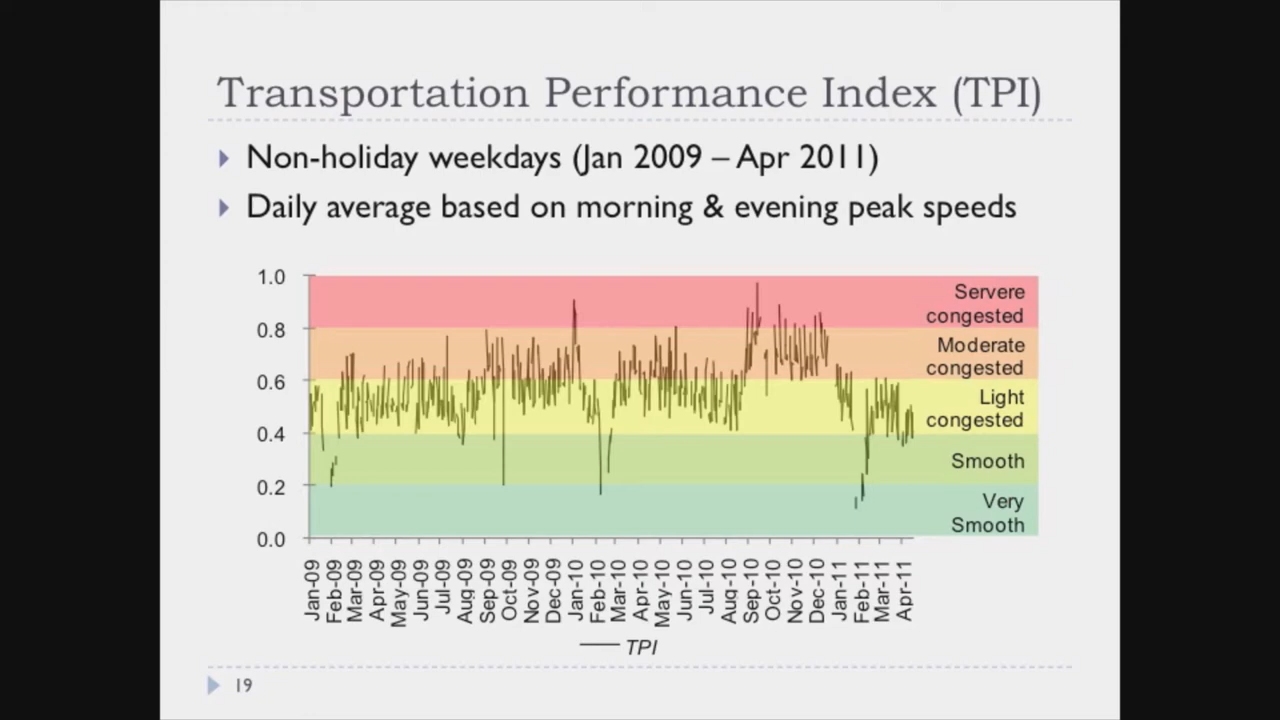 Transportation Performance Index (TPI)
Non-holiday weekdays (Jan 2009 – Apr 2011)
Daily average based on morning & evening peak speeds
1.0
0.8
0.6
0.4
0.2
0.0
Servere
congested
Moderate
congested
Light
congested
Smooth
Very
Smooth
Jan-09
Feb-09
Mar-09
Apr-09
May-09
Jun-09
Jul-09
Aug-09
Sep-09
Oct-09
Nov-09
Dec-09
Jan-10
Feb-10
Mar-10
Apr-10
May-10
Jun-10
Jul-10
Aug-10
Sep-10
Oct-10
Nov-10
Dec-10
Jan-11
Feb-11
Mar-11
Apr-11
TPI
19